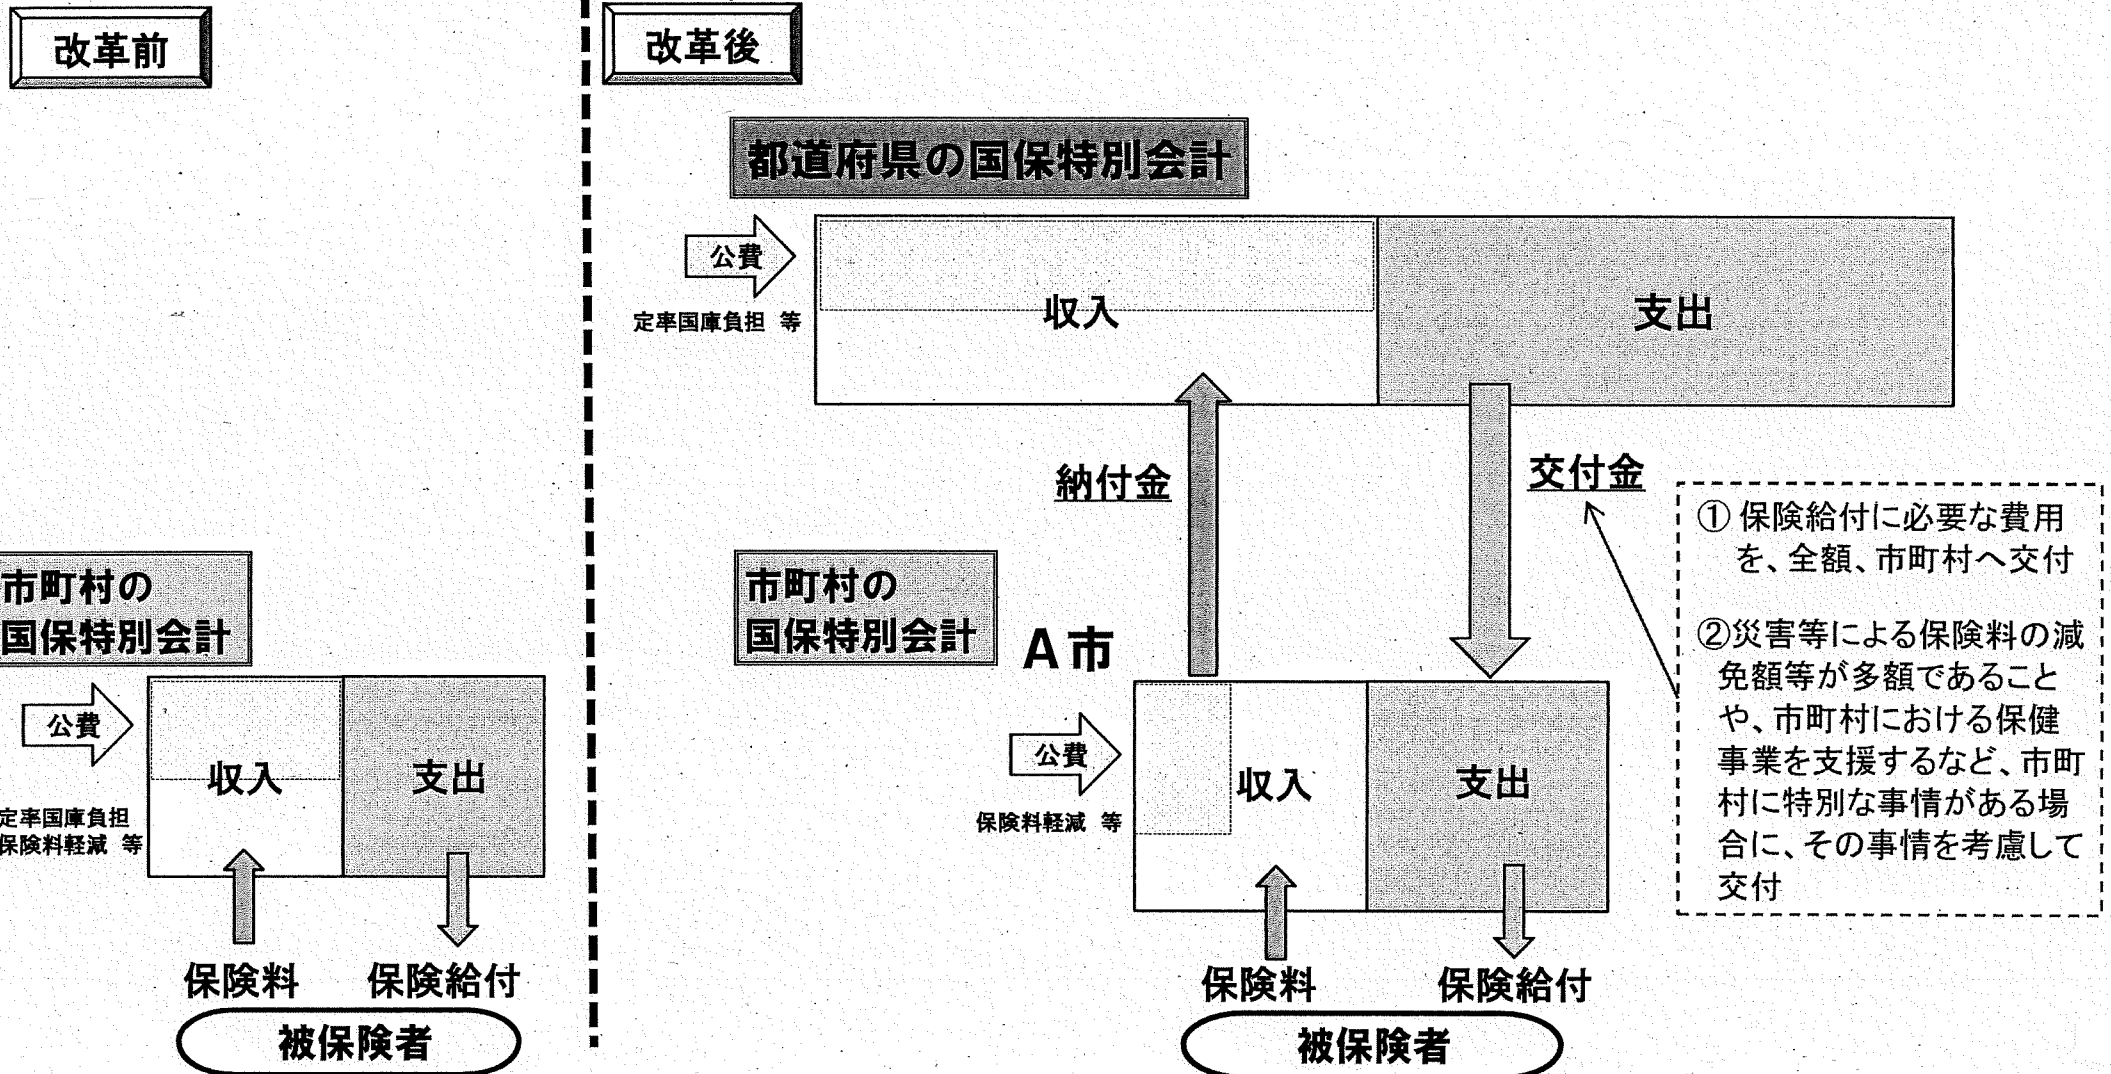 改革前
市町村の
国保特別会計
公費
定率国庫負担
保険料軽減 等
収入
支出
保険料
保険給付
被保険者
改革後
都道府県の国保特別会計
公費
定率国庫負担 等
収入
支出
納付金
交付金
① 保険給付に必要な費用
を、全額、市町村へ交付
②災害等による保険料の減
免額等が多額であること
や、市町村における保健
事業を支援するなど、市町
村に特別な事情がある場
合に、その事情を考慮して
交付
市町村の
国保特別会計
A市
公費
保険料軽減 等
収入
支出
保険料
保険給付
被保険者